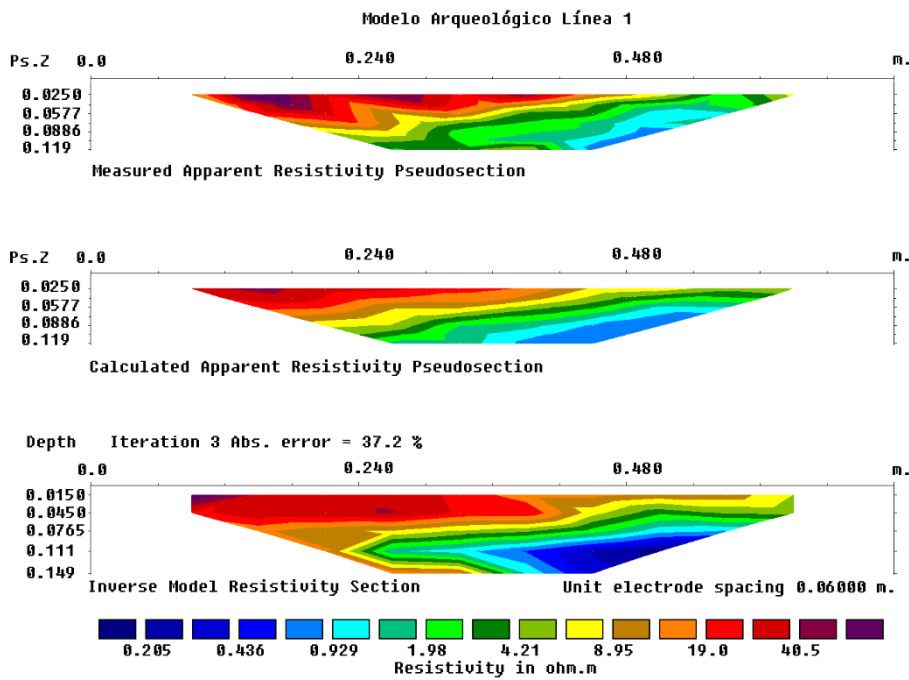 Modelo Arqueológico Línea 1
Ps.Z 0.0 0.240 0.480 m.
0.0250
0.0577
0.0886
0.119
Measured Apparent Resistivity Pseudosection
Ps.Z 0.0 0.240 0.480 m.
0.0250
0.0577
0.0886
0.119
Calculated Apparent Resistivity Pseudosection
Depth Iteration 3 Abs. error = 37.2 %
0.0 0.240 0.480 m.
0.0150
0.0450
0.0765
0.111
0.149
Inverse Model Resistivity Section Unit electrode spacing 0.06000 m.
0.205 0.436 0.929 1.98 4.21 8.95 19.0 40.5
Resistivity in ohm.m